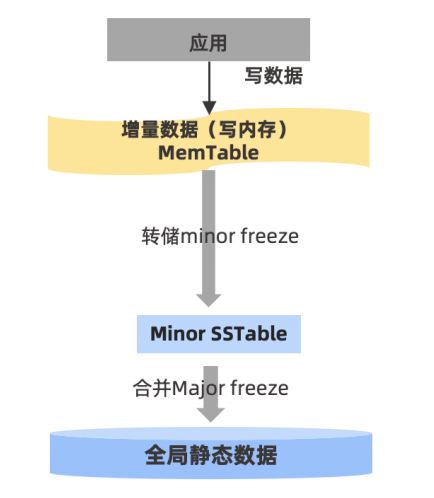 应用
写数据
增量数据（写内存）
MemTable
转储minor freeze
Minor SSTable
合并Major freeze
全局静态数据